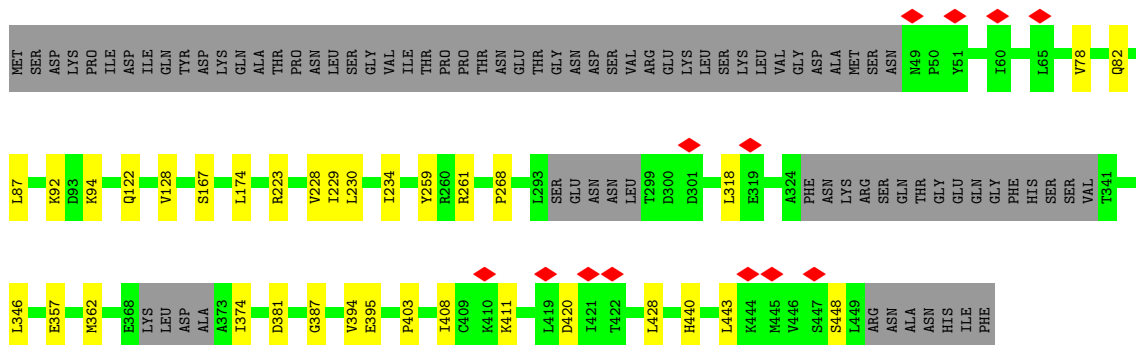 MET SER ASP LYS PRO ILE ASP ILE GLN TYR ASP LYS GLN ALA THR PRO ASN LEU SER GLY VAL ILE THR PRO PRO THR ASN GLU THR GLY ASN ASP SER VAL ARG GLU LYS LEU SER LYS LEU VAL GLY ASP ALA MET SER ASN N49 P50 Y51 I60 L65 V78 Q82
L87 K92 D93 K94 Q122 V128 S167 L174 R223 V228 I229 L230 I234 Y259 R260 R261 P268 L293 SER GLU ASN ASN LEU T299 D300 D301 L318 E319 A324 PHE ASN LYS ARG SER GLN THR GLY GLU GLN GLY PHE HIS SER SER VAL T341
L346 E357 M362 E368 LYS LEU ASP ALA A373 I374 D381 G387 V394 E395 P403 I408 C409 K410 K411 L419 D420 I421 T422 L428 H440 L443 K444 M445 V446 S447 S448 L449 ARG ASN ALA ASN HIS ILE PHE